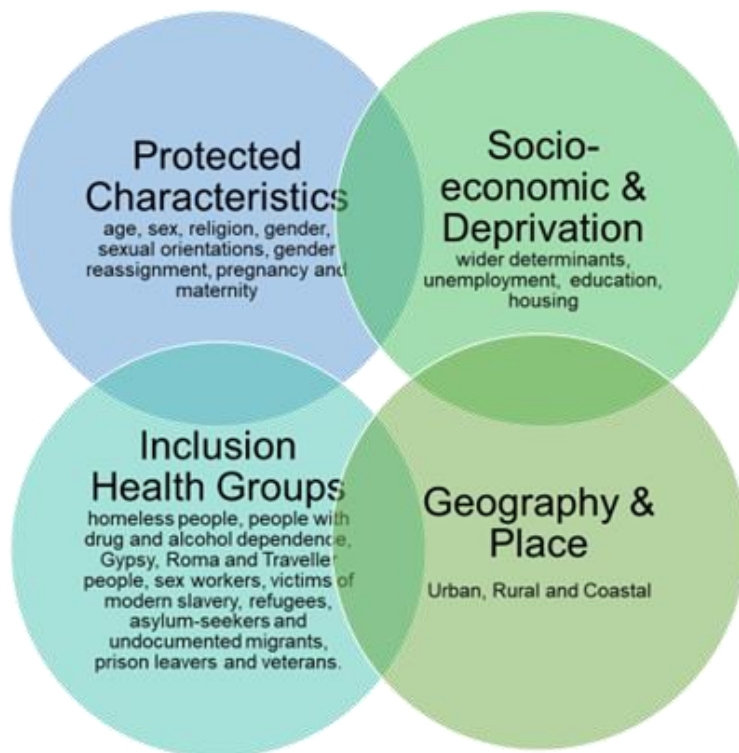 Protected
Characteristics
age, sex, religion, gender,
sexual orientations, gender
reassignment, pregnancy and
maternity
Socio-
economic &
Deprivation
wider determinants,
unemployment, education,
housing
Inclusion
Health Groups
homeless people, people with
drug and alcohol dependence,
Gypsy, Roma and Traveller
people, sex workers, victims of
modern slavery, refugees,
asylum-seekers and
undocumented migrants,
prison leavers and veterans.
Geography &
Place
Urban, Rural and Coastal